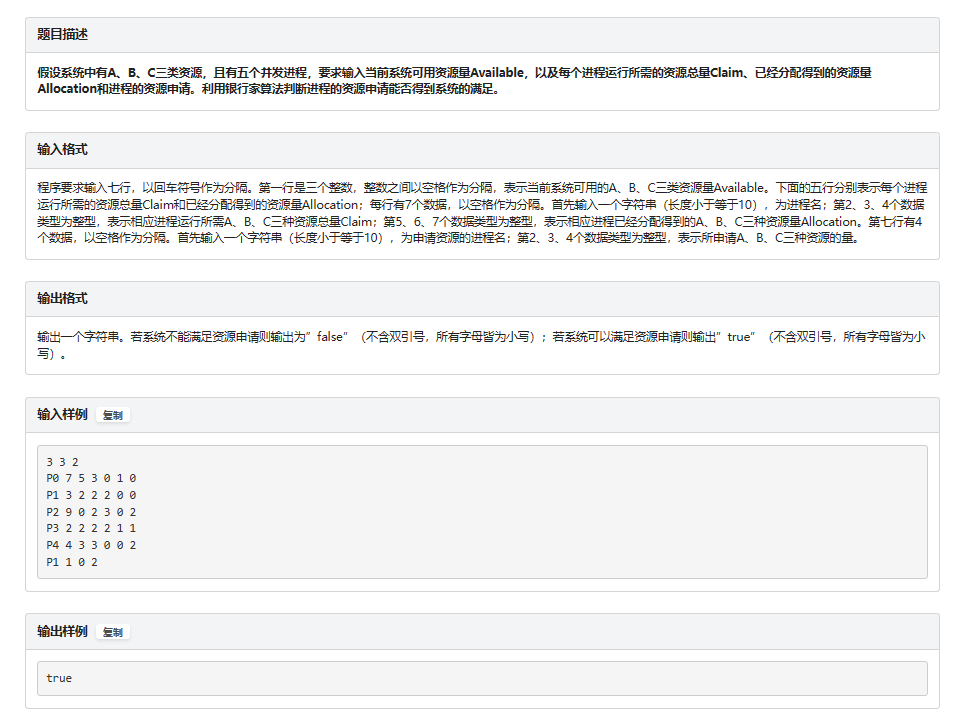 题目描述
假设系统中有A、B、C三类资源，且有五个并发进程，要求输入当前系统可用资源量Available，以及每个进程运行所需的资源总量Claim、已经分配得到的资源量
Allocation和进程的资源申请。利用银行家算法判断进程的资源申请能否得到系统的满足。
输入格式
程序要求输入七行，以回车符号作为分隔。第一行是三个整数，整数之间以空格作为分隔，表示当前系统可用的A、B、C三类资源量Available。下面的五行分别表示每个进程
运行所需的资源总量Claim和已经分配得到的资源量Allocation；每行有7个数据，以空格作为分隔。首先输入一个字符串（长度小于等于10），为进程名；第2、3、4个数据
类型为整型，表示相应进程运行所需A、B、C三种资源总量Claim；第5、6、7个数据类型为整型，表示相应进程已经分配得到的A、B、C三种资源量Allocation。第七行有4
个数据，以空格作为分隔。首先输入一个字符串（长度小于等于10），为申请资源的进程名；第2、3、4个数据类型为整型，表示所申请A、B、C三种资源的量。
输出格式
输出一个字符串。若系统不能满足资源申请则输出为”false”（不含双引号，所有字母皆为小写）；若系统可以满足资源申请则输出”true”（不含双引号，所有字母皆为小
写）。
输入样例 复制
3 3 2
P0 7 5 3 0 1 0
P1 3 2 2 2 0 0
P2 9 0 2 3 0 2
P3 2 2 2 2 1 1
P4 4 3 3 0 0 2
P1 1 0 2
输出样例 复制
true